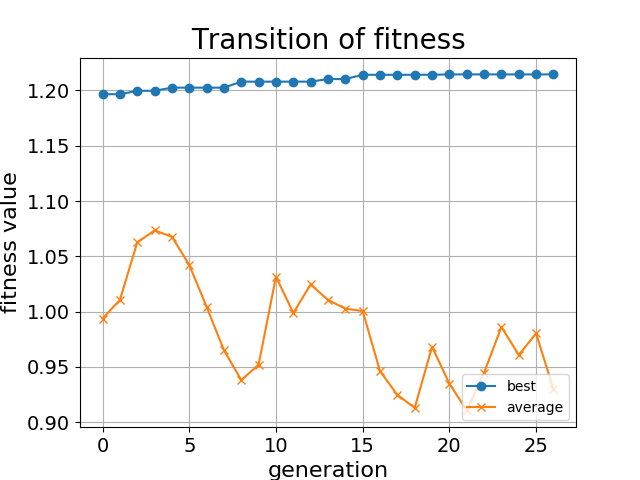 Transition of fitness
fitness value
1.20
1.15
1.10
1.05
1.00
0.95
0.90
best
average
0 5 10 15 20 25
generation